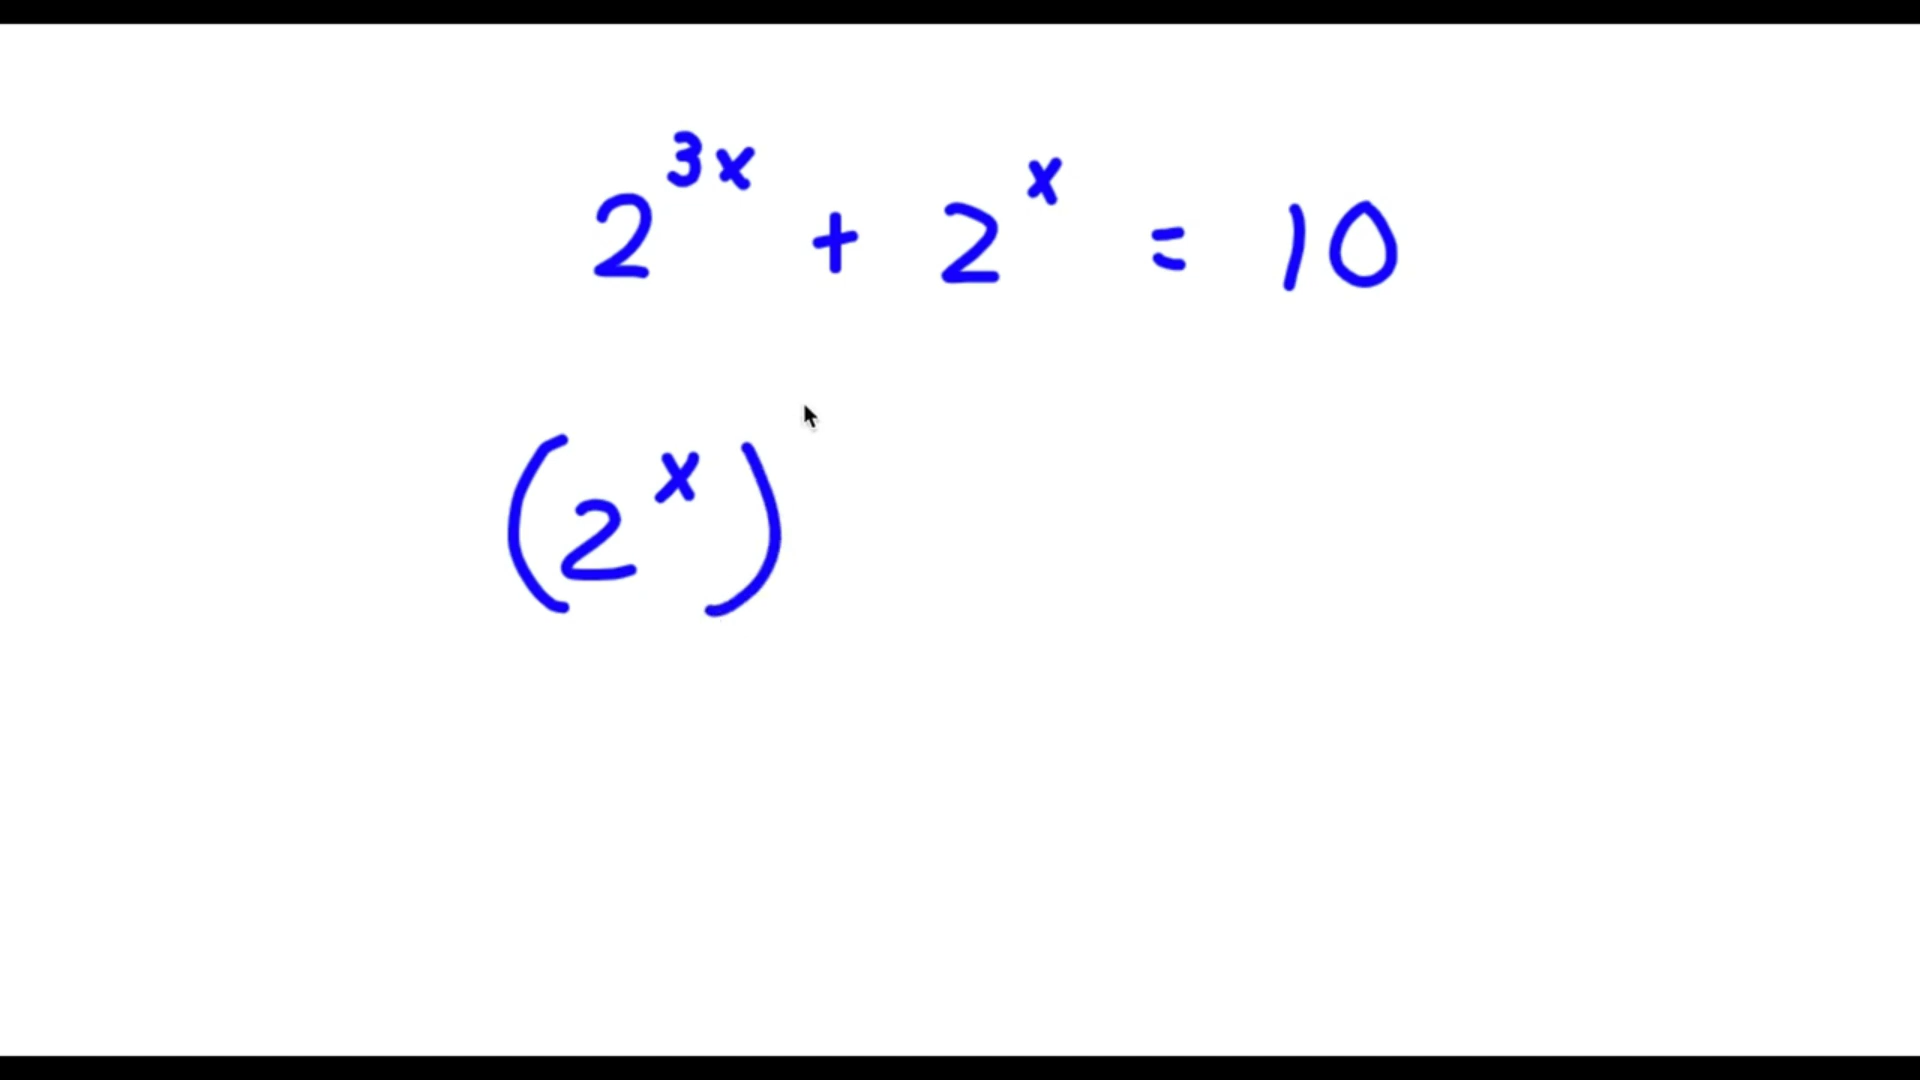 2^{3x} + 2^x = 10
(2^x)